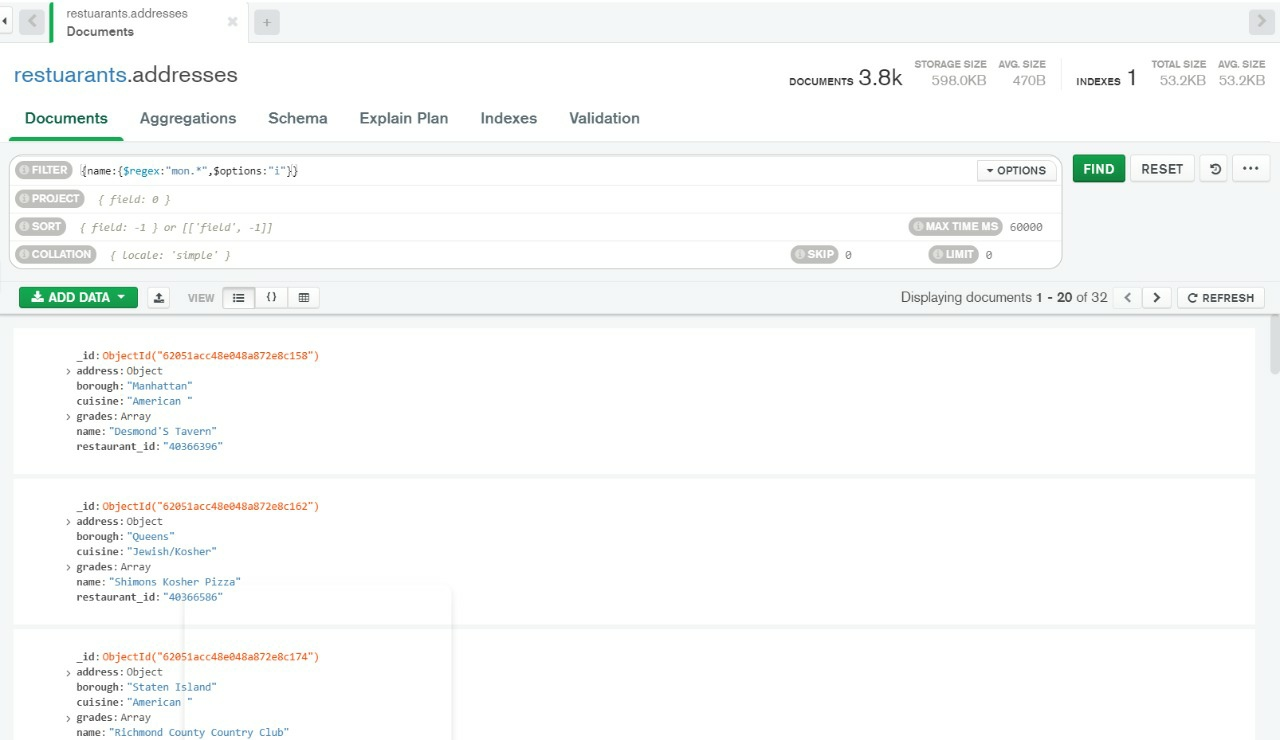 restuarants.addresses
Documents
restuarants.addresses
DOCUMENTS 3.8k STORAGE SIZE 598.0KB AVG. SIZE 470B INDEXES 1 TOTAL SIZE 53.2KB AVG. SIZE 53.2KB
Documents Aggregations Schema Explain Plan Indexes Validation
FILTER {name:{$regex:"mon.*",$options:"i"}} OPTIONS FIND RESET
PROJECT { field: 0 }
SORT { field: -1 } or [['field', -1]] MAX TIME MS 60000
COLLATION { locale: 'simple' } SKIP 0 LIMIT 0
ADD DATA VIEW {} Displaying documents 1 - 20 of 32 REFRESH
_id: ObjectId("62051acc48e048a872e8c158")
address: Object
borough: "Manhattan"
cuisine: "American "
grades: Array
name: "Desmond'S Tavern"
restaurant_id: "40366396"
_id: ObjectId("62051acc48e048a872e8c162")
address: Object
borough: "Queens"
cuisine: "Jewish/Kosher"
grades: Array
name: "Shimons Kosher Pizza"
restaurant_id: "40366586"
_id: ObjectId("62051acc48e048a872e8c174")
address: Object
borough: "Staten Island"
cuisine: "American "
grades: Array
name: "Richmond County Country Club"